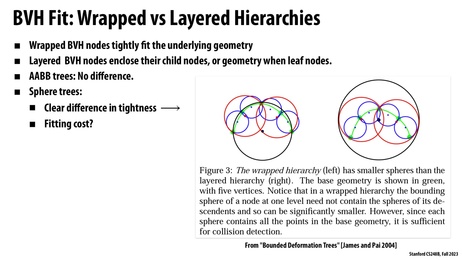 BVH Fit: Wrapped vs Layered Hierarchies
Wrapped BVH nodes tightly fit the underlying geometry
Layered BVH nodes enclose their child nodes, or geometry when leaf nodes.
AABB trees: No difference.
Sphere trees:
Clear difference in tightness
Fitting cost?
Figure 3: The wrapped hierarchy (left) has smaller spheres than the
layered hierarchy (right). The base geometry is shown in green,
with five vertices. Notice that in a wrapped hierarchy the bounding
sphere of a node at one level need not contain the spheres of its de-
scendents and so can be significantly smaller. However, since each
sphere contains all the points in the base geometry, it is sufficient
for collision detection.
From "Bounded Deformation Trees" [James and Pai 2004]
Stanford CS248B, Fall 2023